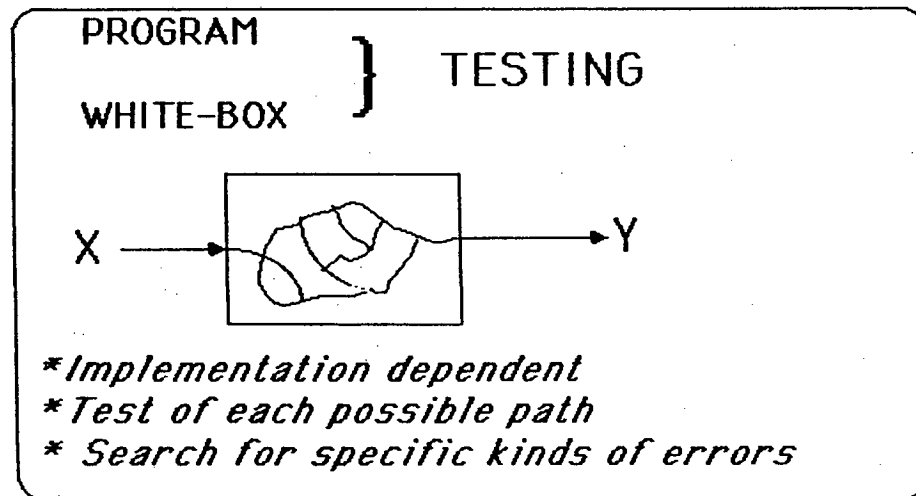 PROGRAM
WHITE-BOX
} TESTING
X
Y
*Implementation dependent
*Test of each possible path
* Search for specific kinds of errors